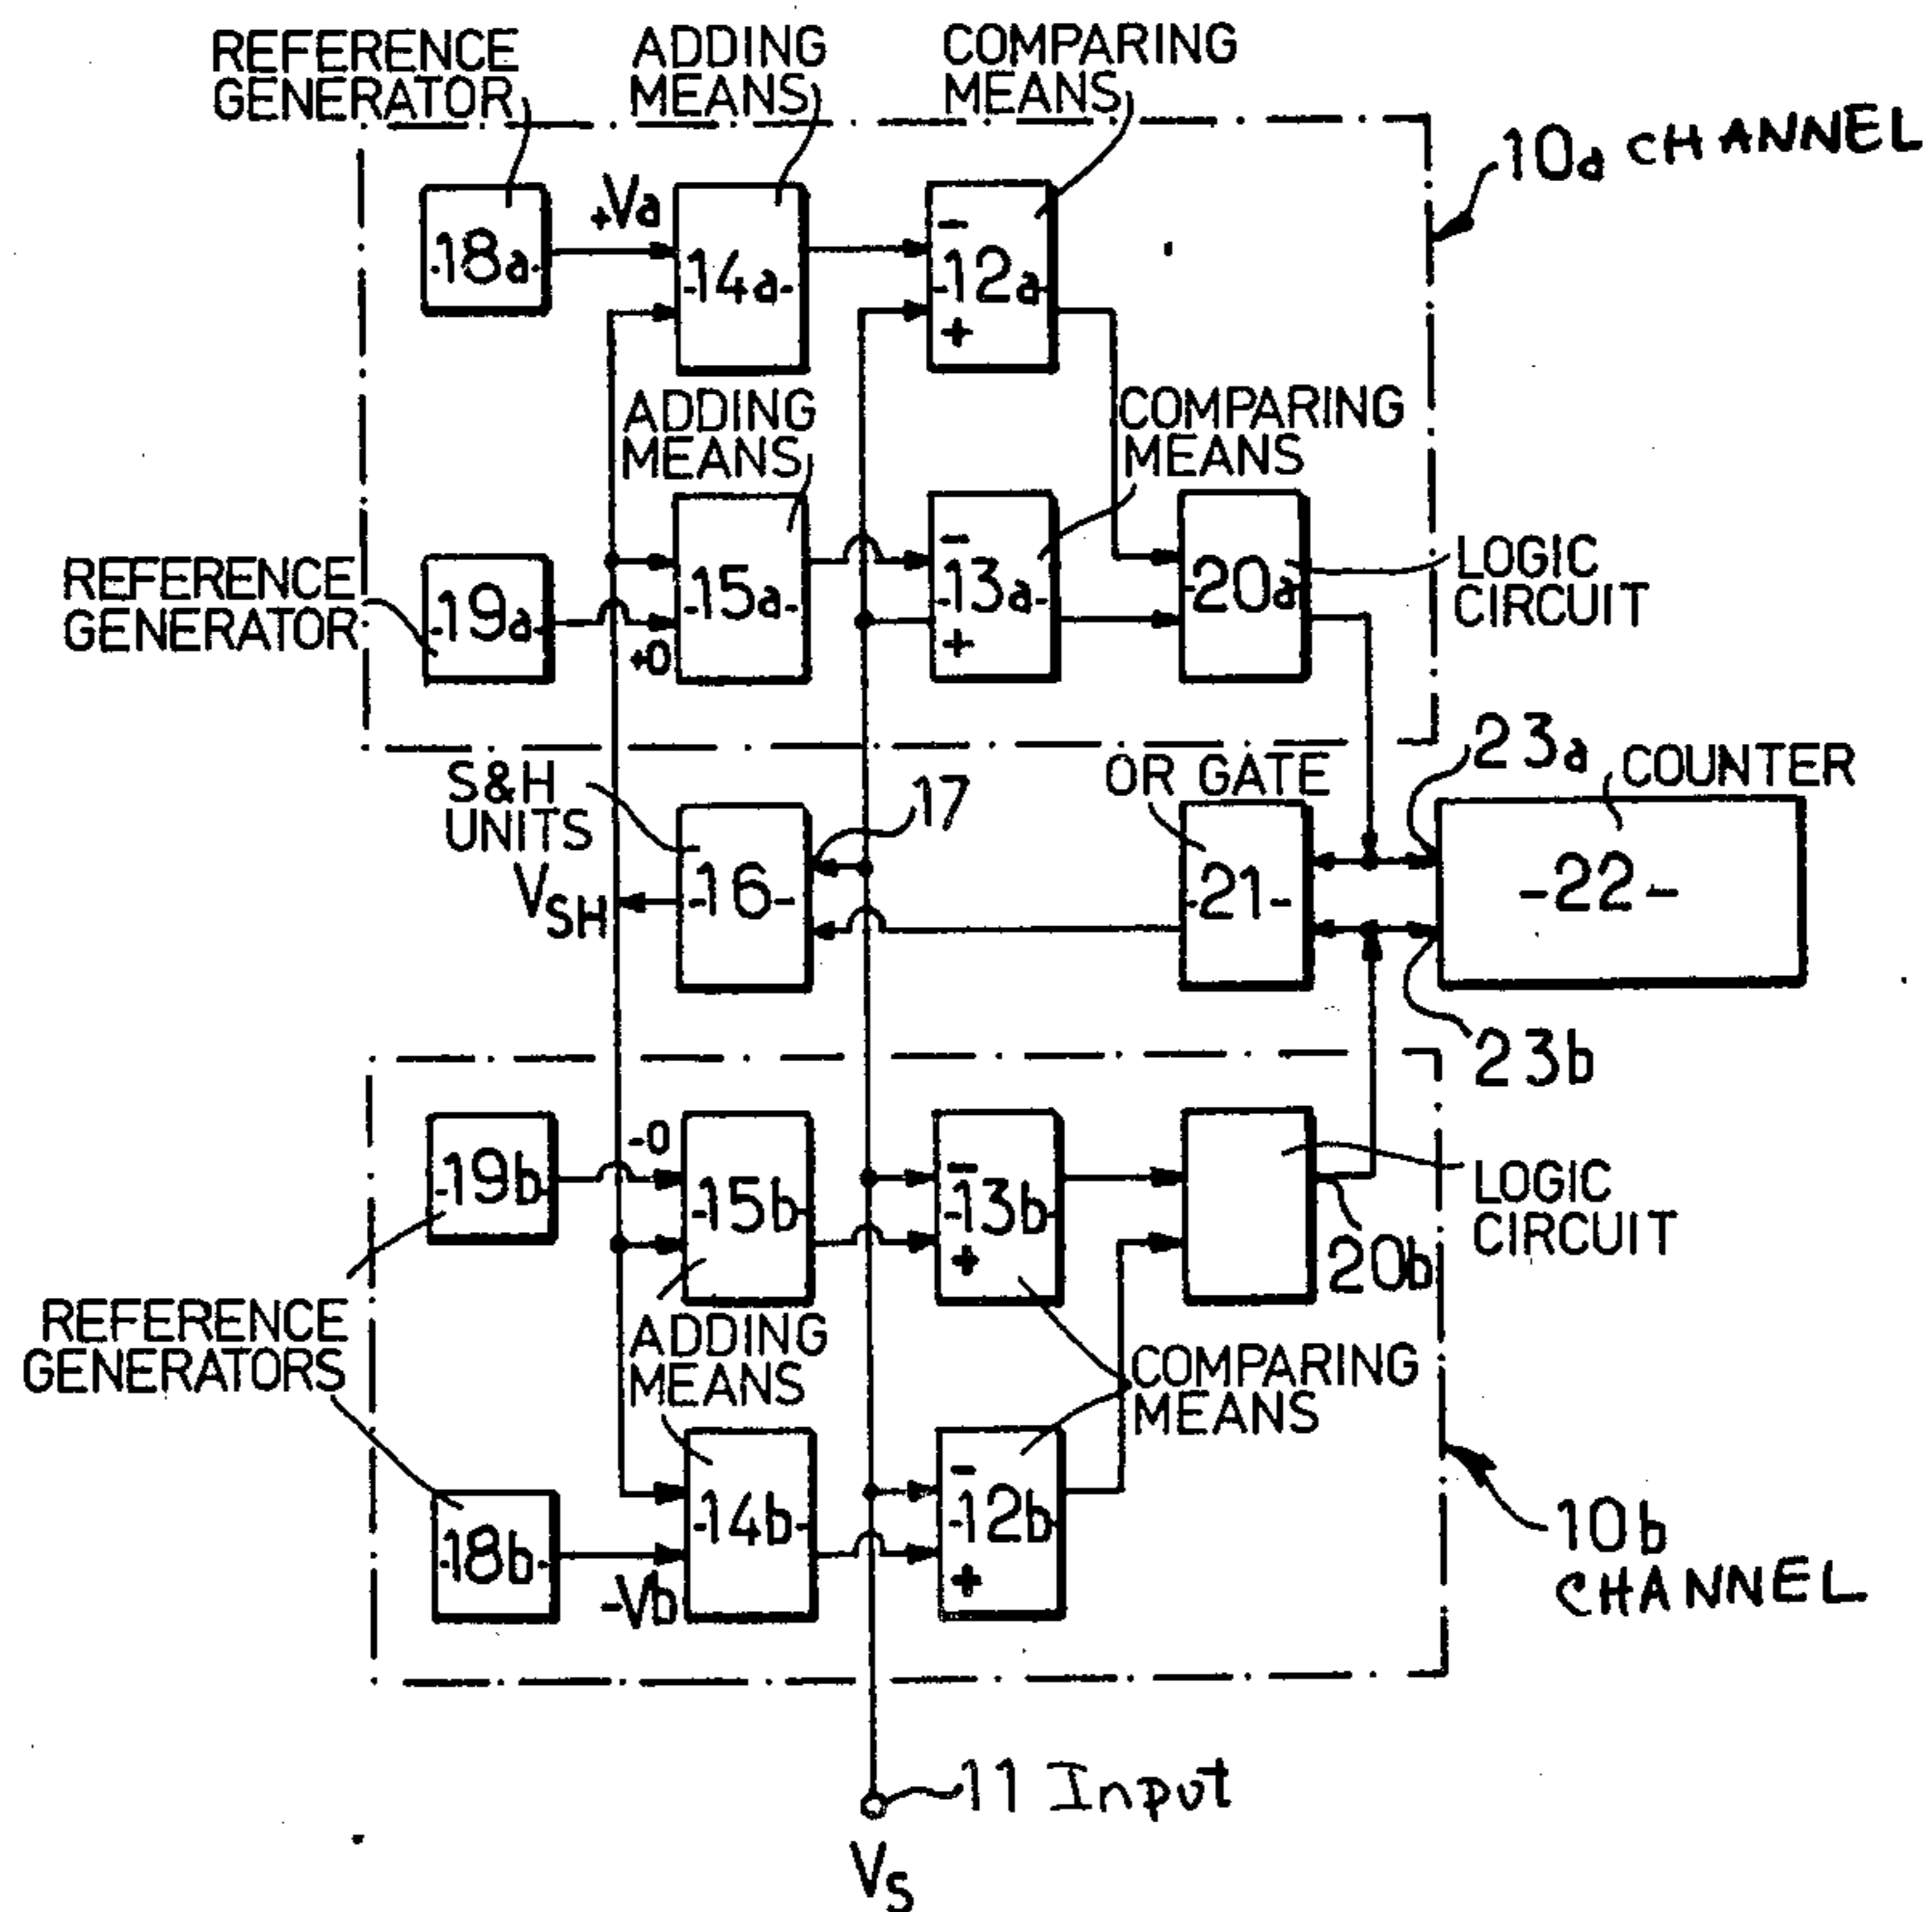 REFERENCE
GENERATOR
ADDING
MEANS
COMPARING
MEANS
10a CHANNEL
+Va
-18a-
-14a-
-
-12a-
+
ADDING
MEANS
COMPARING
MEANS
REFERENCE
GENERATOR
-19a-
+0
-15a-
-
-13a-
+
-20a
LOGIC
CIRCUIT
S&H
UNITS
VSH
-16-
17
OR GATE
-21-
23a
COUNTER
-22-
23b
-19b-
-0
-15b-
-
-13b-
+
LOGIC
CIRCUIT
20b
REFERENCE
GENERATORS
ADDING
MEANS
COMPARING
MEANS
-18b-
-Vb
-14b-
-
-12b-
+
10b
CHANNEL
11 Input
VS